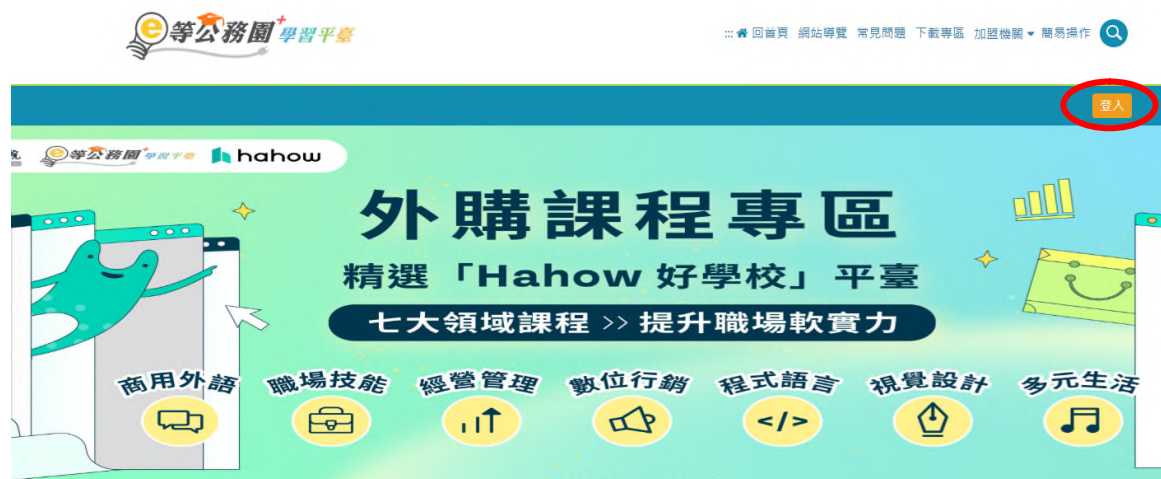 e等公務園+學習平臺
::: 回首頁 網站導覽 常見問題 下載專區 加盟機關 簡易操作
登入
e等公務園+學習平臺 hahow
外購課程專區
精選「Hahow 好學校」平臺
七大領域課程 >> 提升職場軟實力
商用外語 職場技能 經營管理 數位行銷 程式語言 視覺設計 多元生活